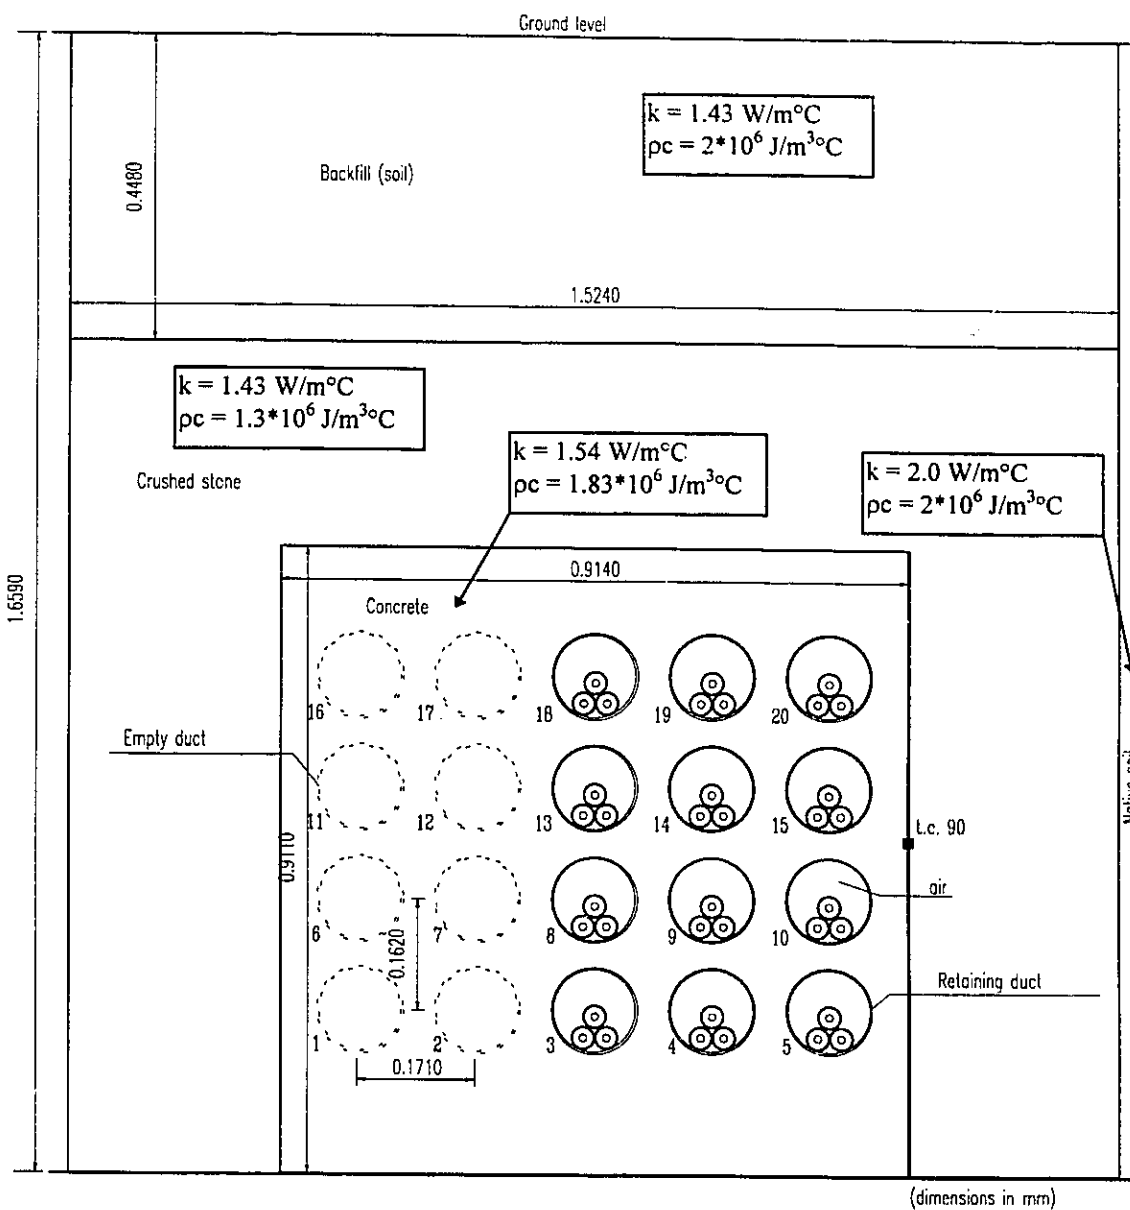 Ground level
k = 1.43 W/m°C
ρc = 2*10⁶ J/m³°C
Backfill (soil)
0.4480
1.5240
k = 1.43 W/m°C
ρc = 1.3*10⁶ J/m³°C
k = 1.54 W/m°C
ρc = 1.83*10⁶ J/m³°C
k = 2.0 W/m°C
ρc = 2*10⁶ J/m³°C
Crushed stone
1.6590
0.9140
Concrete
16
17
18
19
20
Empty duct
11
12
13
14
15
t.c. 90
Native soil
0.9110
air
6
7
8
9
10
0.1620
Retaining duct
1
2
3
4
5
0.1710
(dimensions in mm)